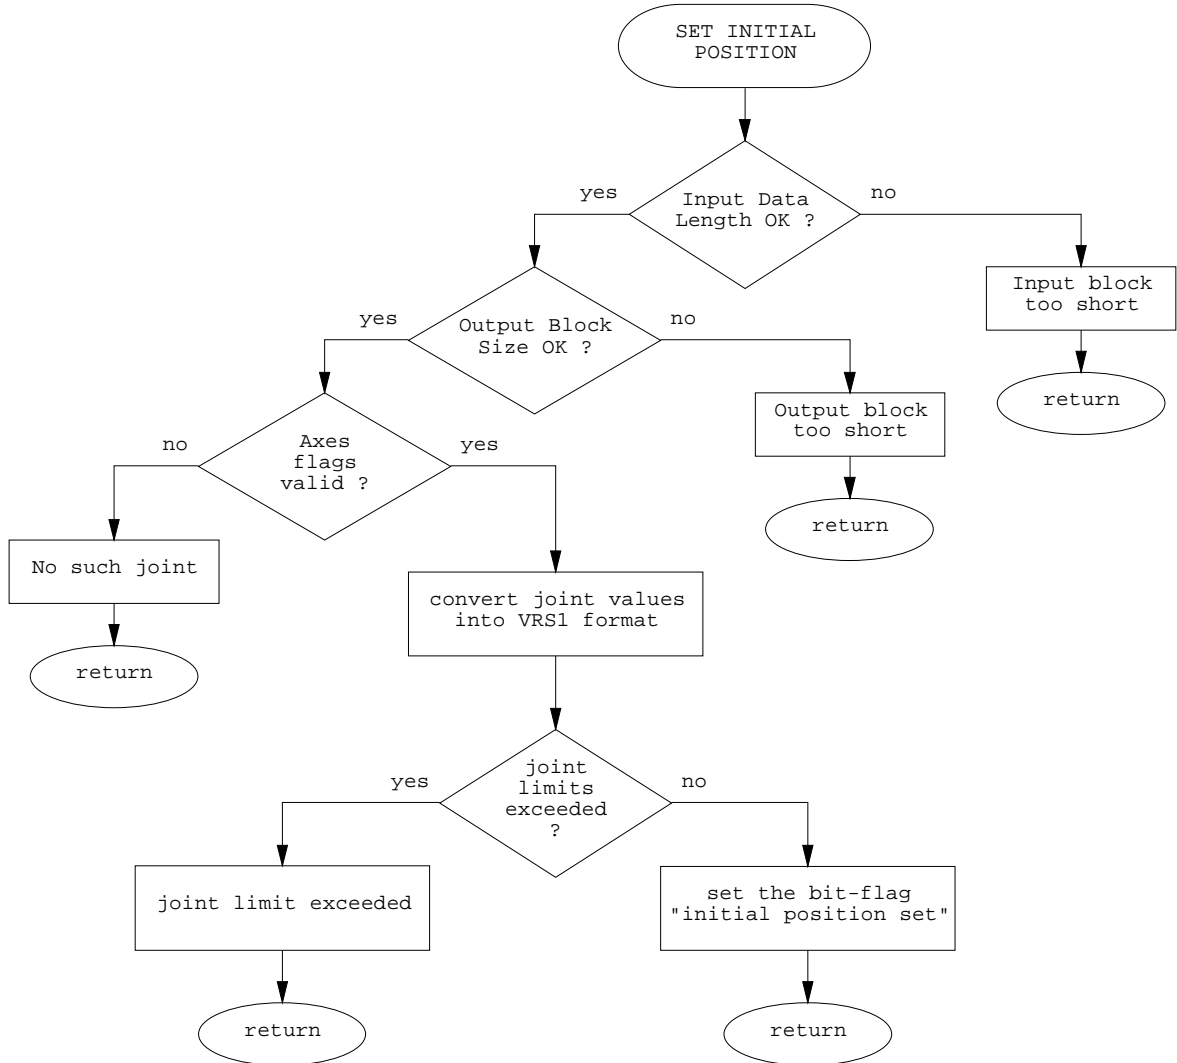 SET INITIAL
POSITION
yes
Input Data
Length OK ?
no
Input block
too short
return
yes
Output Block
Size OK ?
no
Output block
too short
return
no
Axes
flags
valid ?
yes
No such joint
return
convert joint values
into VRS1 format
yes
joint
limits
exceeded
?
no
joint limit exceeded
return
set the bit-flag
"initial position set"
return